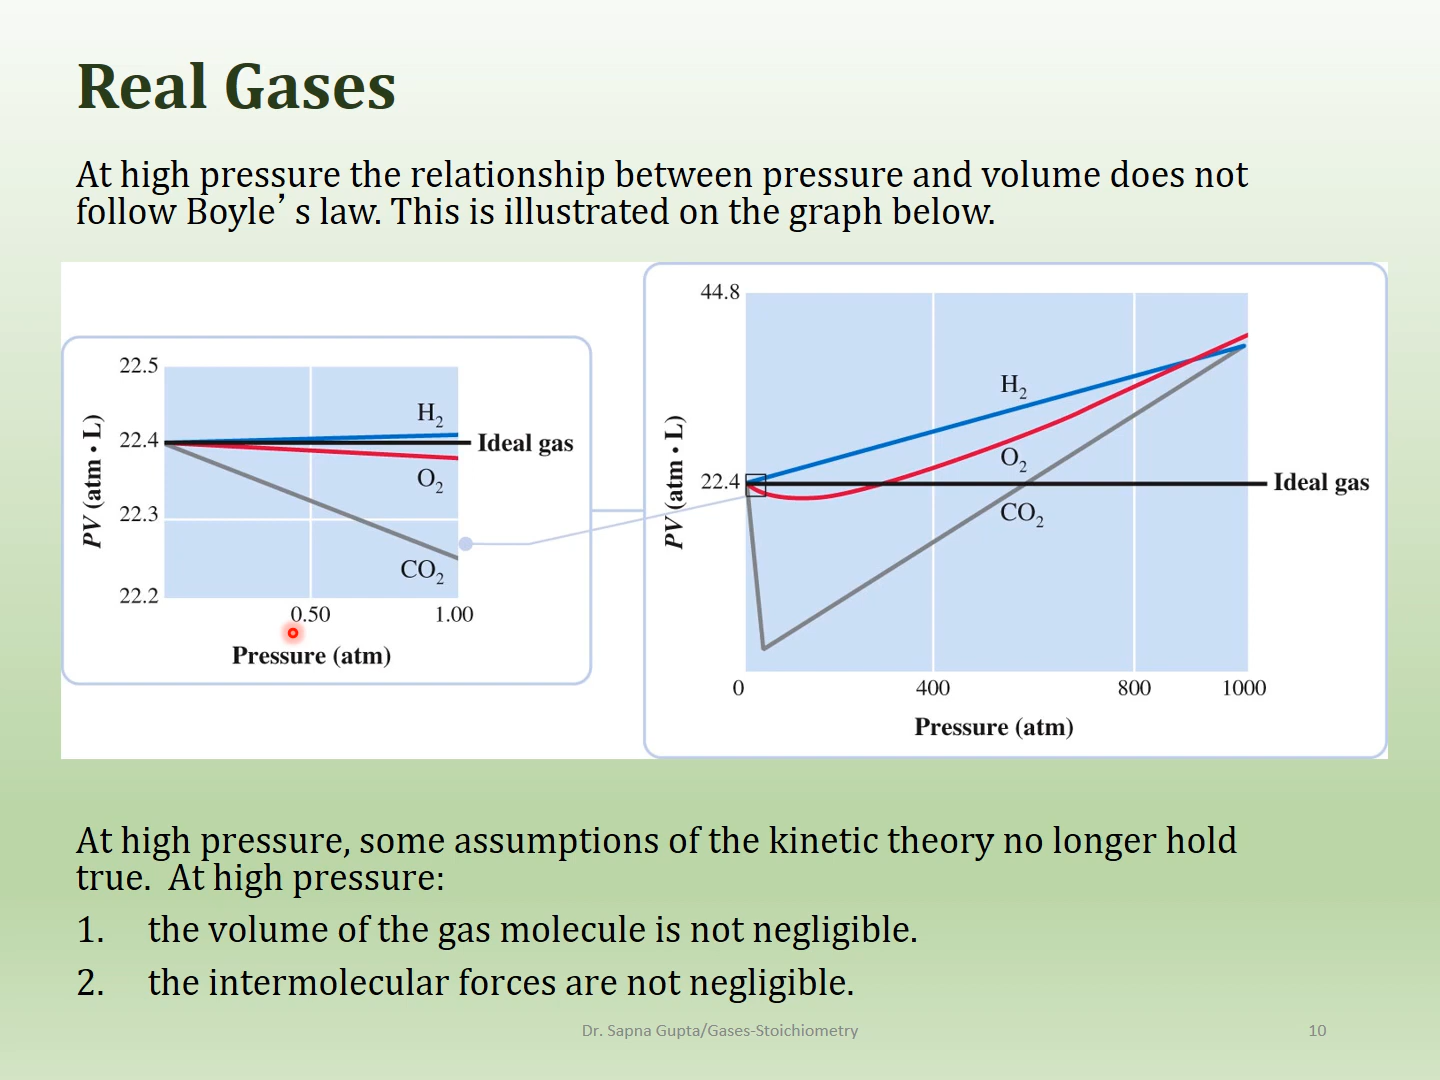 Real Gases
At high pressure the relationship between pressure and volume does not
follow Boyle’s law. This is illustrated on the graph below.
22.5
22.4
22.3
22.2
PV (atm • L)
H2
Ideal gas
O2
CO2
0.50
1.00
Pressure (atm)
44.8
22.4
PV (atm • L)
H2
O2
Ideal gas
CO2
0
400
800
1000
Pressure (atm)
At high pressure, some assumptions of the kinetic theory no longer hold
true. At high pressure:
1. the volume of the gas molecule is not negligible.
2. the intermolecular forces are not negligible.
Dr. Sapna Gupta/Gases-Stoichiometry
10